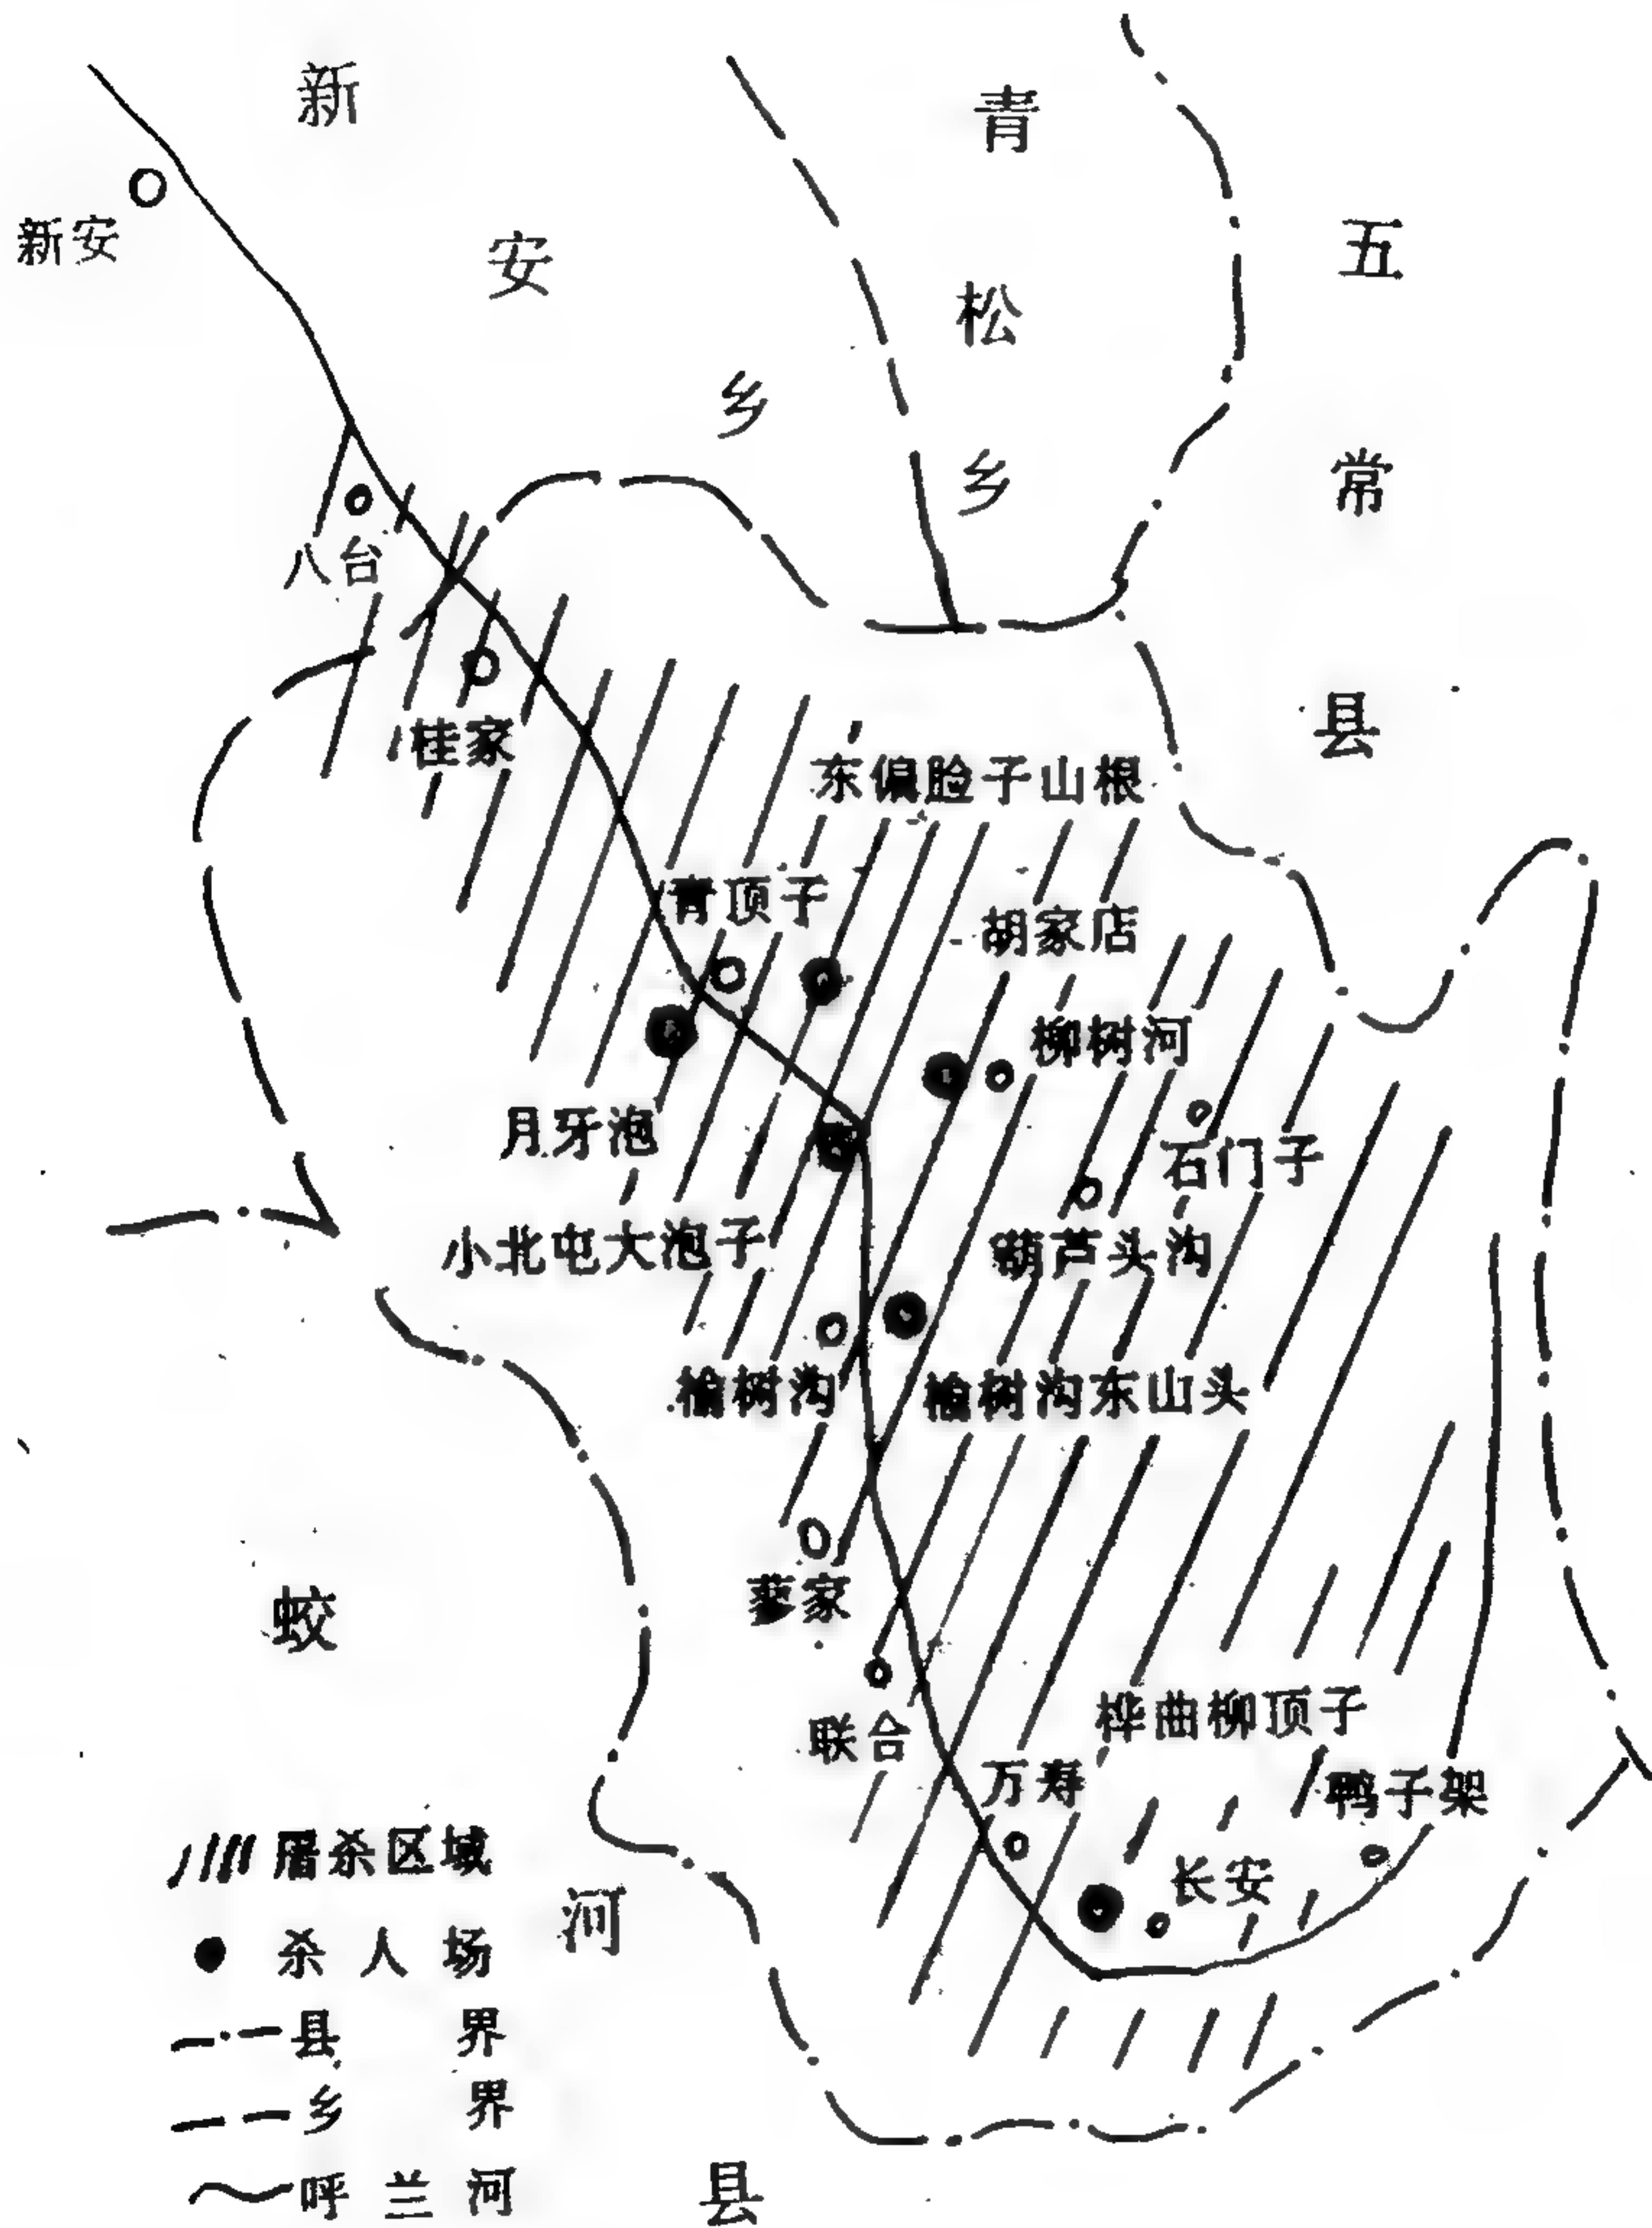 新安乡
青松乡
五常县
新安
八台
桂家
东偏脸子山根
青顶子
胡家店
柳树河
月牙泡
石门子
小北屯大泡子
葫芦头沟
榆树沟
榆树沟东山头
蓼家
蛟河县
联合
桦曲柳顶子
万寿
鸭子架
长安
屠杀区域
杀人场
县界
乡界
呼兰河